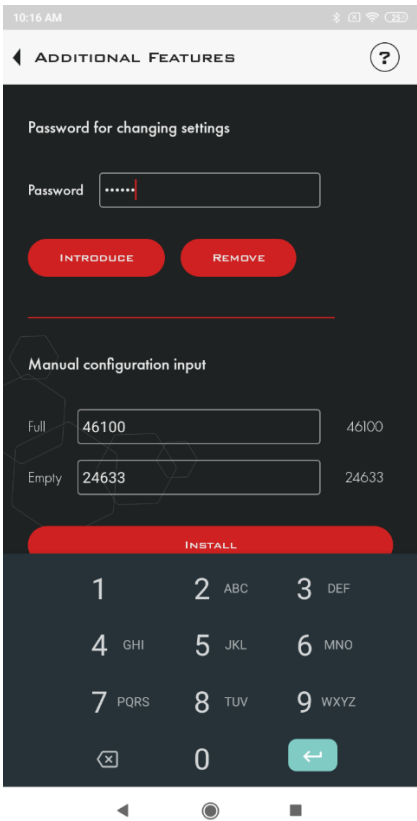 10:16 AM 25
Additional Features ?
Password for changing settings
Password ······
Introduce Remove
Manual configuration input
Full 46100 46100
Empty 24633 24633
Install
1 2 ABC 3 DEF
4 GHI 5 JKL 6 MNO
7 PQRS 8 TUV 9 WXYZ
0